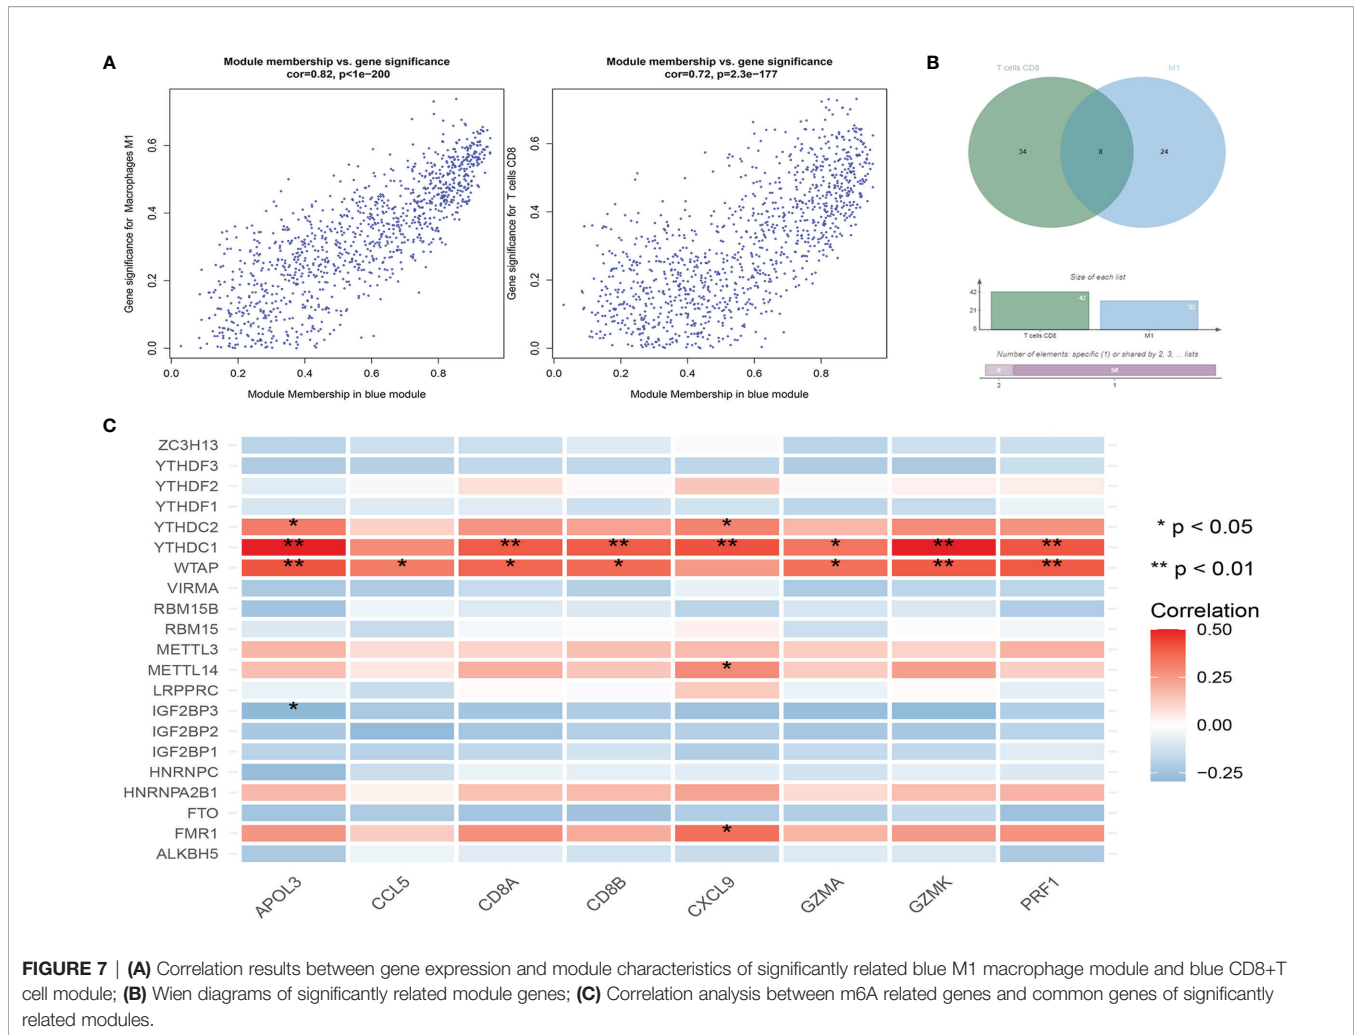 A
Module membership vs. gene significance
cor=0.82, p<1e−200
Gene significance for Macrophages M1
0.6
0.4
0.2
0.0
0.0 0.2 0.4 0.6 0.8
Module Membership in blue module
Module membership vs. gene significance
cor=0.72, p=2.3e−177
Gene significance for T cells CD8
0.6
0.4
0.2
0.0
0.0 0.2 0.4 0.6 0.8
Module Membership in blue module
B
T cells CD8 M1
34 8 24
Size of each list
42
21
0
42 32
T cells CD8 M1
Number of elements: specific (1) or shared by 2, 3, ... lists
8 58
2 1
C
ZC3H13
YTHDF3
YTHDF2
YTHDF1
YTHDC2 * *
YTHDC1 ** ** ** ** * ** **
WTAP ** * * * * ** **
VIRMA
RBM15B
RBM15
METTL3
METTL14 *
LRPPRC
IGF2BP3 *
IGF2BP2
IGF2BP1
HNRNPC
HNRNPA2B1
FTO
FMR1 *
ALKBH5
APOL3 CCL5 CD8A CD8B CXCL9 GZMA GZMK PRF1
* p < 0.05
** p < 0.01
Correlation
0.50
0.25
0.00
−0.25
FIGURE 7 | (A) Correlation results between gene expression and module characteristics of significantly related blue M1 macrophage module and blue CD8+T
cell module; (B) Wien diagrams of significantly related module genes; (C) Correlation analysis between m6A related genes and common genes of significantly
related modules.